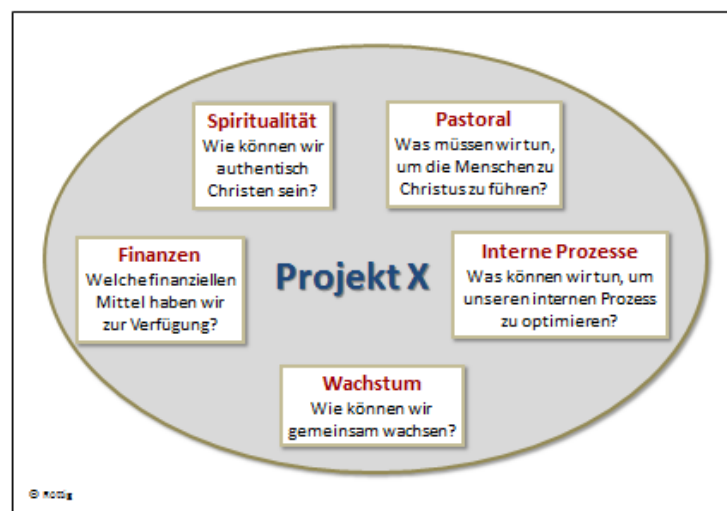 Spiritualität
Wie können wir
authentisch
Christen sein?
Pastoral
Was müssen wir tun,
um die Menschen zu
Christus zu führen?
Finanzen
Welche finanziellen
Mittel haben wir
zur Verfügung?
Projekt X
Interne Prozesse
Was können wir tun, um
unseren internen Prozess
zu optimieren?
Wachstum
Wie können wir
gemeinsam wachsen?
©